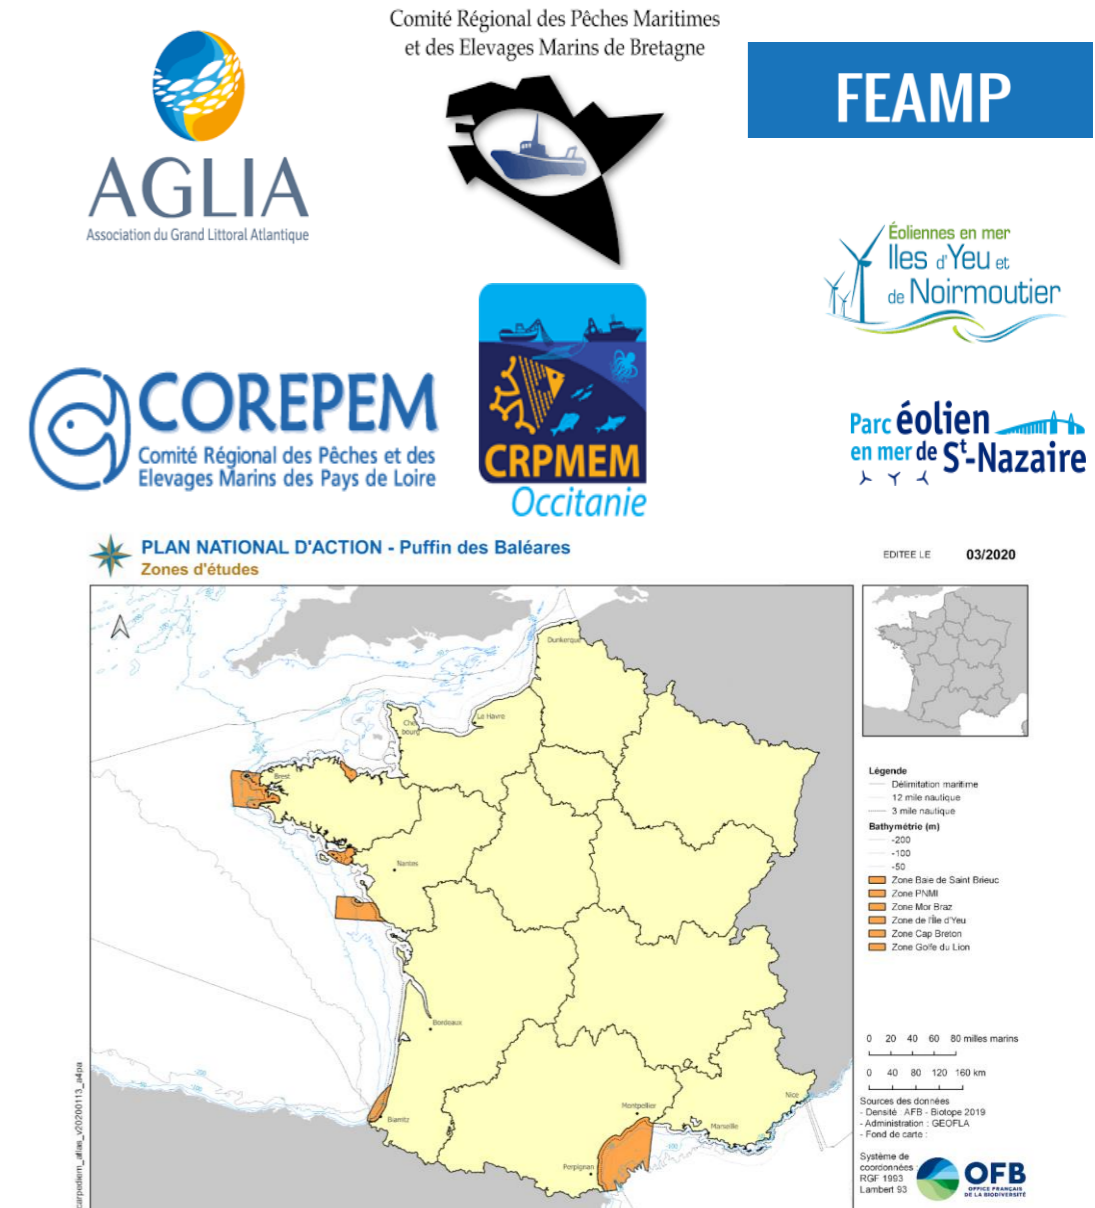 Comité Régional des Pêches Maritimes
et des Elevages Marins de Bretagne
AGLIA
Association du Grand Littoral Atlantique
FEAMP
Éoliennes en mer
Iles d'Yeu et
de Noirmoutier
COREPEM
Comité Régional des Pêches et des
Elevages Marins des Pays de Loire
CRPMEM
Occitanie
Parc éolien
en mer de St-Nazaire
PLAN NATIONAL D'ACTION - Puffin des Baléares
Zones d'études
EDITEE LE 03/2020
Dunkerque
Le Havre
Cher
bourg
Brest
Nantes
Bordeaux
Biarritz
Montpellier
Marseille
Nice
Perpignan
Légende
Délimitation maritime
12 mile nautique
3 mile nautique
Bathymétrie (m)
-200
-100
-50
Zone Baie de Saint Brieuc
Zone PNMI
Zone Mor Braz
Zone de l'Île d'Yeu
Zone Cap Breton
Zone Golfe du Lion
0 20 40 60 80 milles marins
0 40 80 120 160 km
Sources des données
- Densité : AFB - Biotope 2019
- Administration : GEOFLA
- Fond de carte :
Système de
coordonnées :
RGF 1993
Lambert 93
OFB
OFFICE FRANÇAIS
DE LA BIODIVERSITÉ
carpediem_atlas_v20200113_a4pa